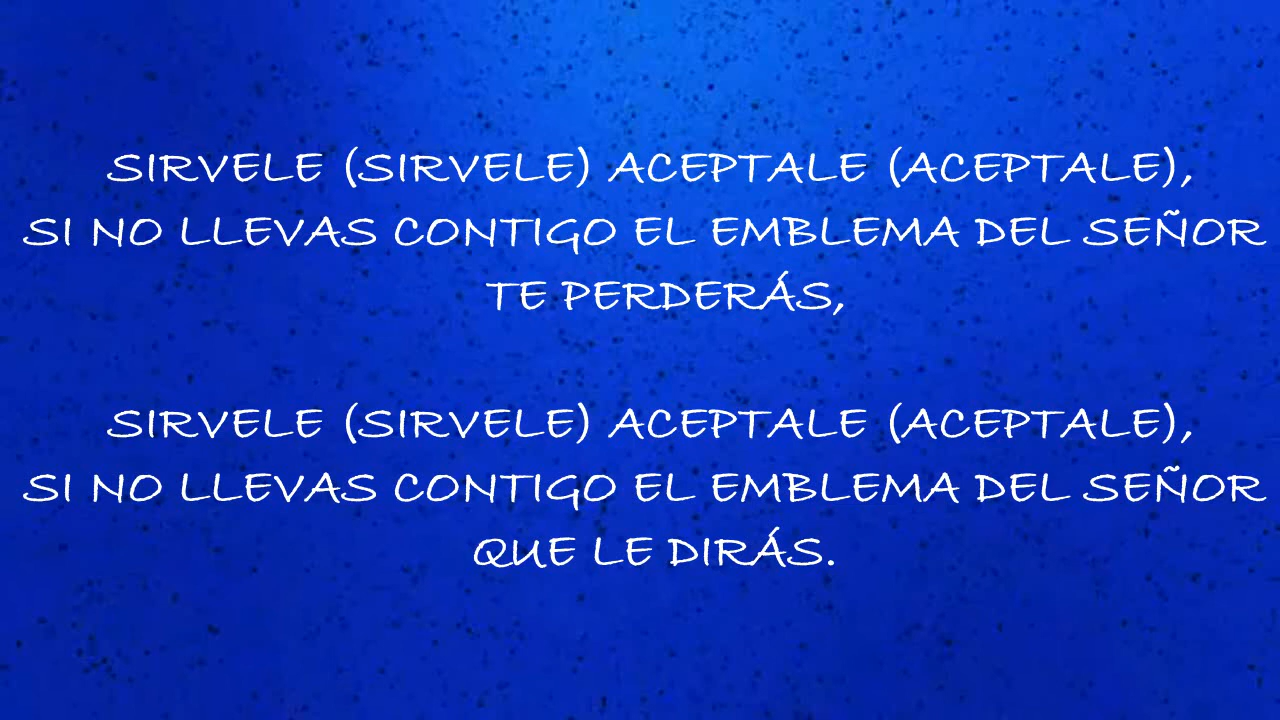 SIRVELE (SIRVELE) ACEPTALE (ACEPTALE),
SI NO LLEVAS CONTIGO EL EMBLEMA DEL SEÑOR
TE PERDERÁS,
SIRVELE (SIRVELE) ACEPTALE (ACEPTALE),
SI NO LLEVAS CONTIGO EL EMBLEMA DEL SEÑOR
QUE LE DIRÁS.